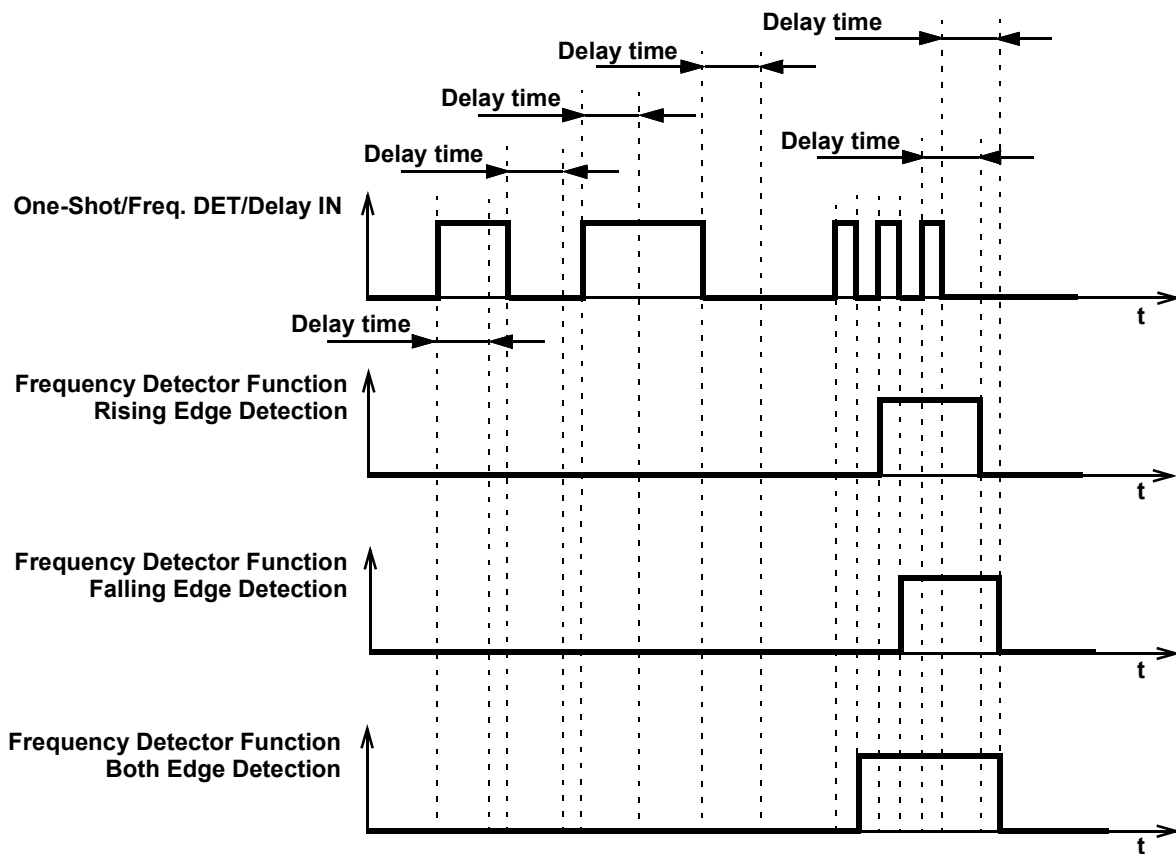 Delay time
Delay time
Delay time
Delay time
Delay time
One-Shot/Freq. DET/Delay IN
t
Delay time
Frequency Detector Function
Rising Edge Detection
t
Frequency Detector Function
Falling Edge Detection
t
Frequency Detector Function
Both Edge Detection
t